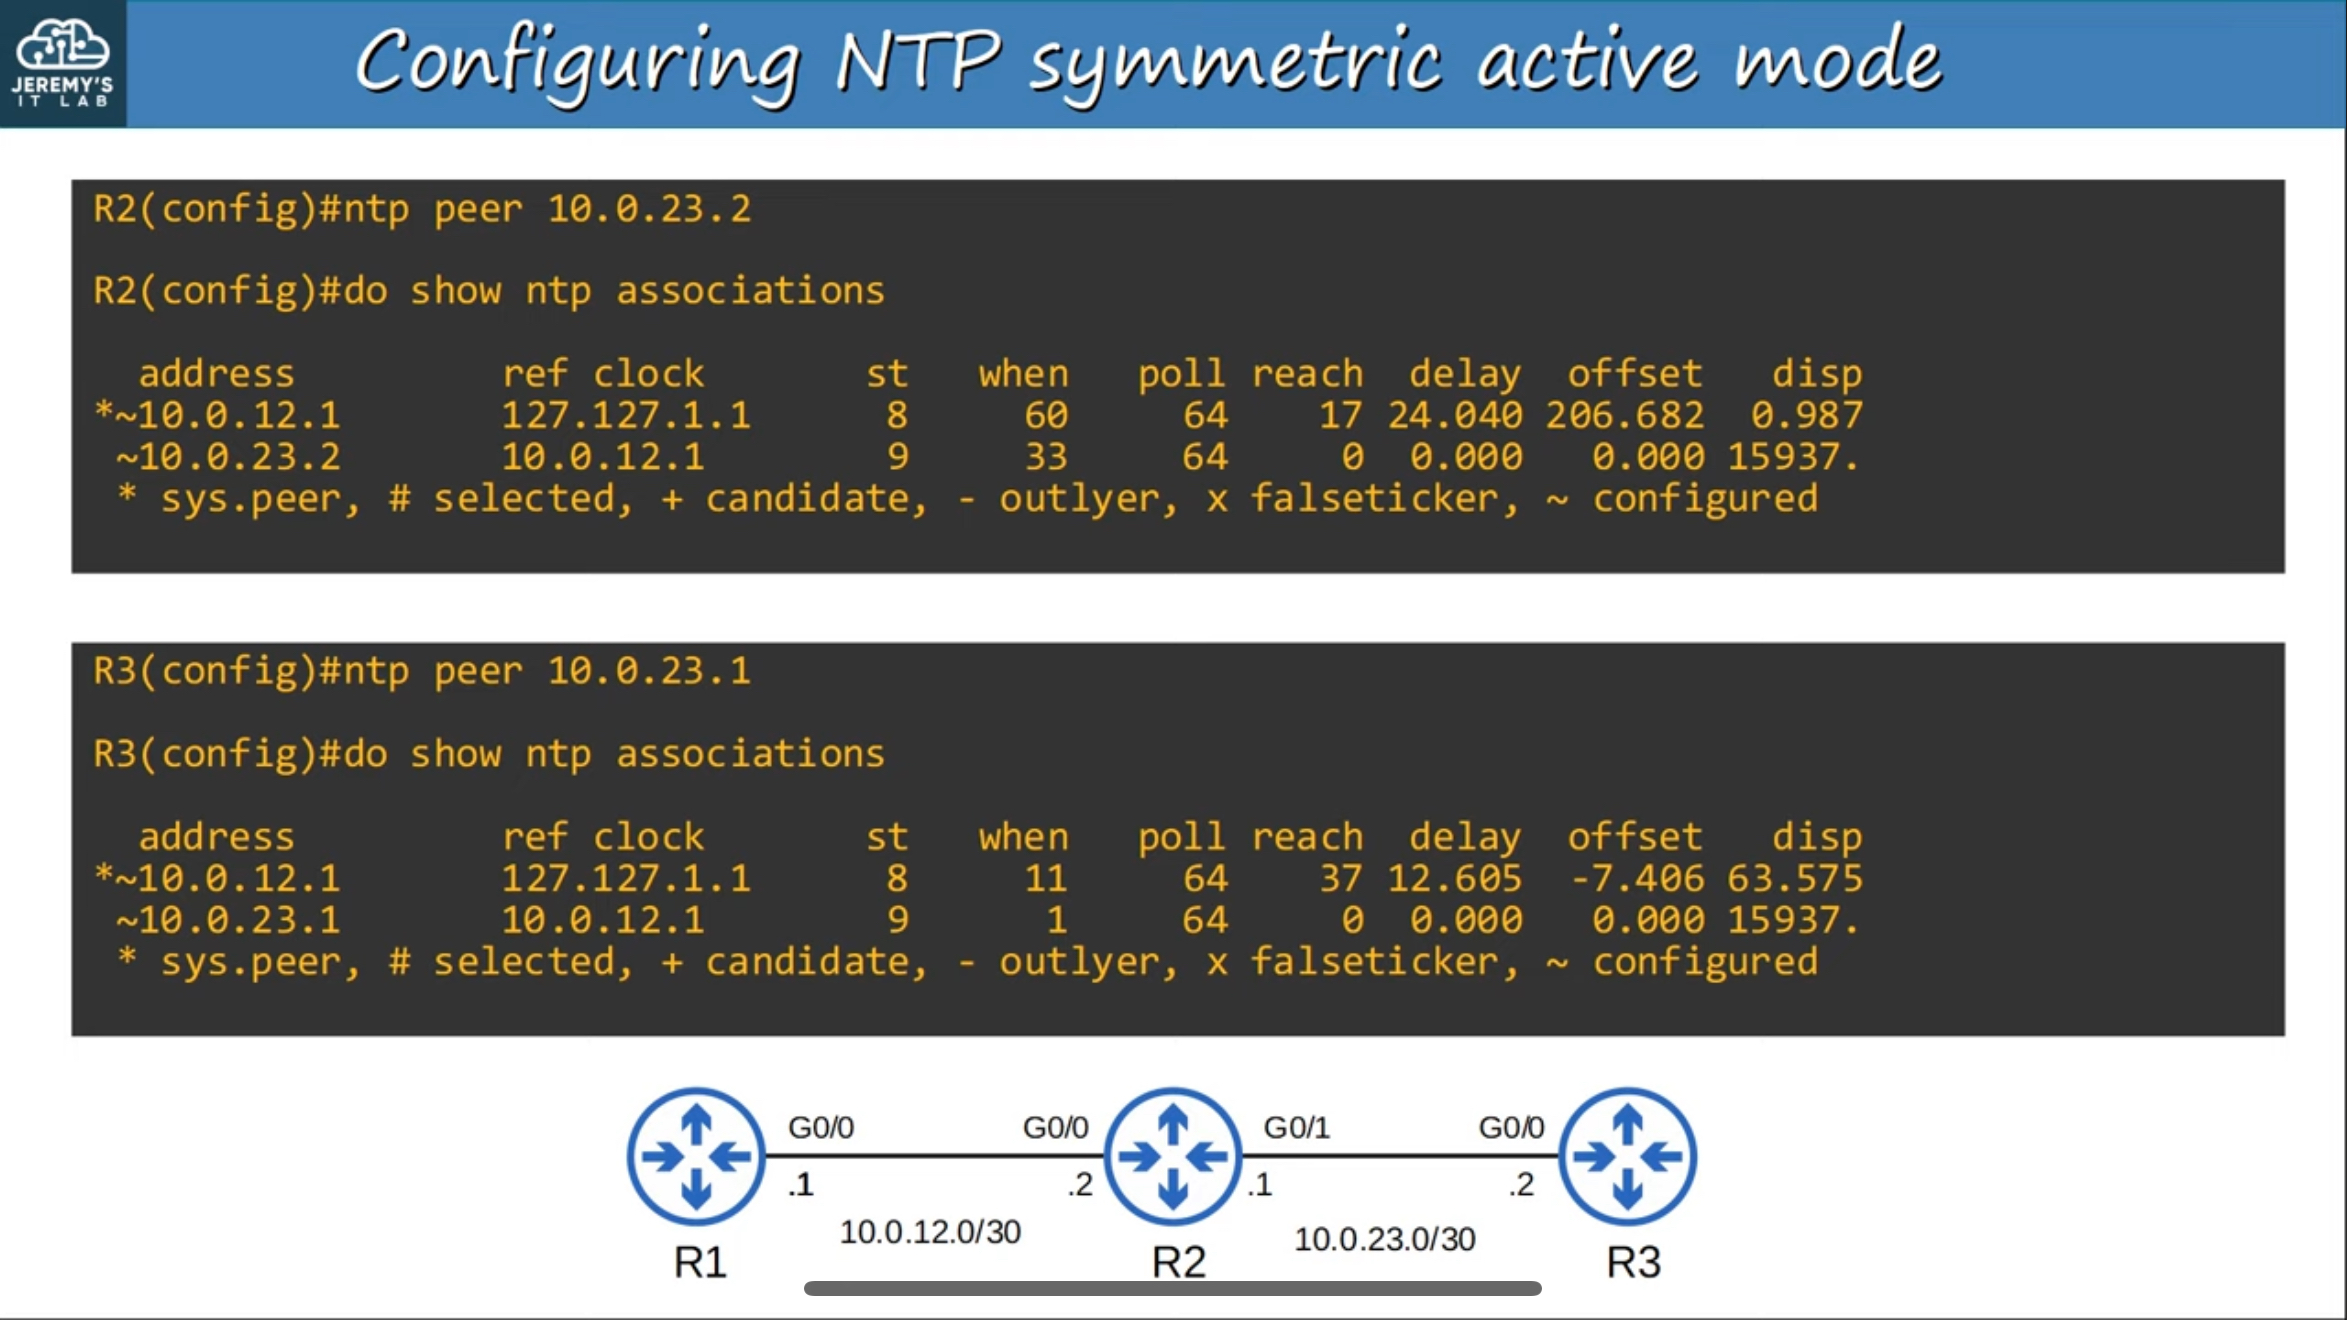 JEREMY'S
IT LAB
Configuring NTP symmetric active mode
R2(config)#ntp peer 10.0.23.2
R2(config)#do show ntp associations
address ref clock st when poll reach delay offset disp
*~10.0.12.1 127.127.1.1 8 60 64 17 24.040 206.682 0.987
~10.0.23.2 10.0.12.1 9 33 64 0 0.000 0.000 15937.
* sys.peer, # selected, + candidate, - outlyer, x falseticker, ~ configured
R3(config)#ntp peer 10.0.23.1
R3(config)#do show ntp associations
address ref clock st when poll reach delay offset disp
*~10.0.12.1 127.127.1.1 8 11 64 37 12.605 -7.406 63.575
~10.0.23.1 10.0.12.1 9 1 64 0 0.000 0.000 15937.
* sys.peer, # selected, + candidate, - outlyer, x falseticker, ~ configured
G0/0 G0/0 G0/1 G0/0
.1 .2 .1 .2
10.0.12.0/30 10.0.23.0/30
R1 R2 R3